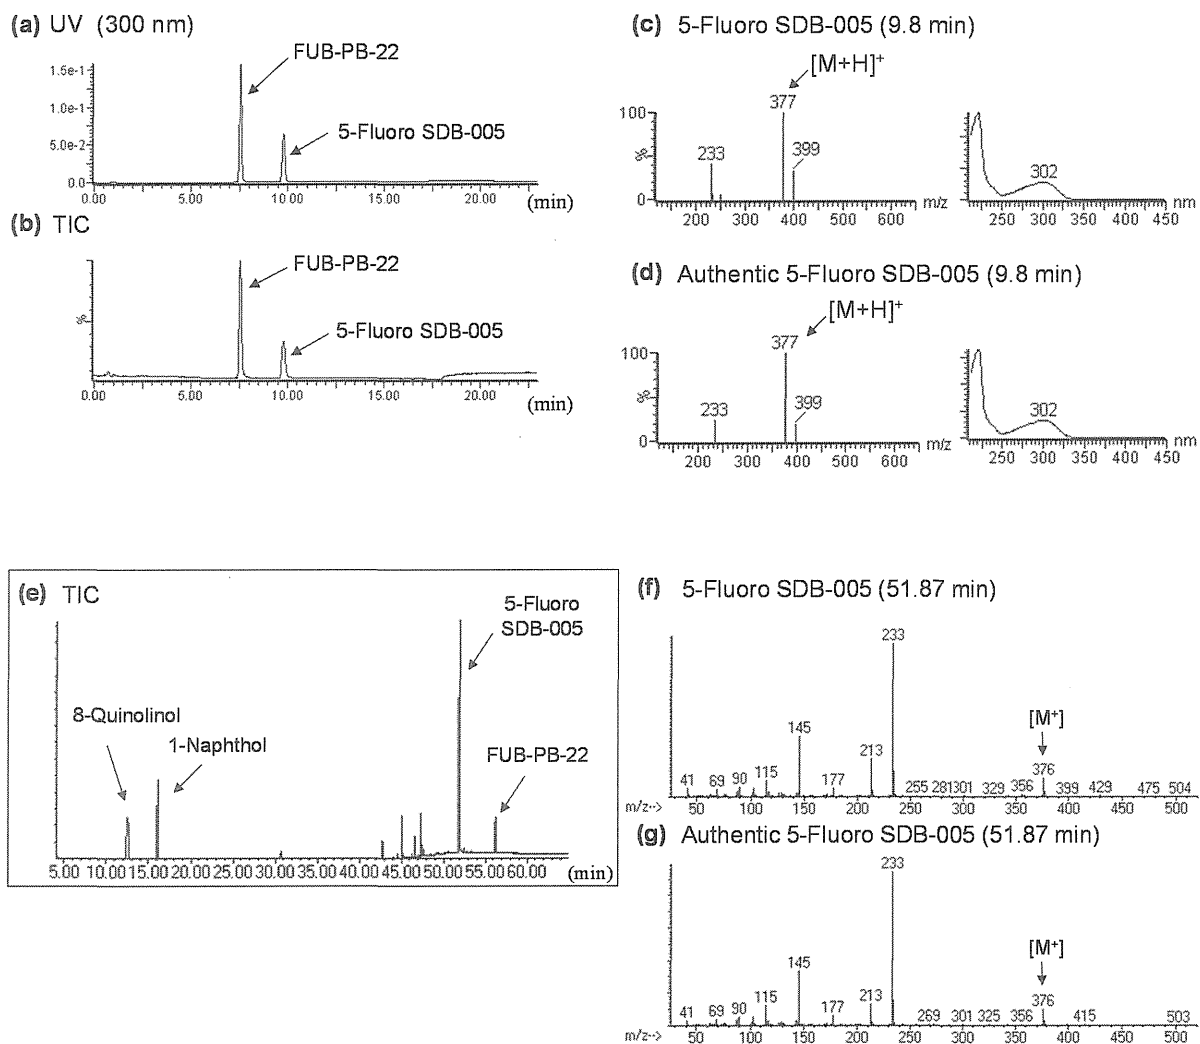 (a) UV (300 nm)
FUB-PB-22
5-Fluoro SDB-005
1.5e-1
1.0e-1
5.0e-2
0.0
0.00 5.00 10.00 15.00 20.00 (min)
(b) TIC
FUB-PB-22
5-Fluoro SDB-005
%
0.00 5.00 10.00 15.00 20.00 (min)
(c) 5-Fluoro SDB-005 (9.8 min)
[M+H]+
100
%
0
377
233
399
200 300 400 500 600 m/z
302
250 300 350 400 450 nm
(d) Authentic 5-Fluoro SDB-005 (9.8 min)
[M+H]+
100
%
0
377
233
399
200 300 400 500 600 m/z
302
250 300 350 400 450 nm
(e) TIC
5-Fluoro
SDB-005
8-Quinolinol
1-Naphthol
FUB-PB-22
5.00 10.00 15.00 20.00 25.00 30.00 35.00 40.00 45.00 50.00 55.00 60.00 (min)
(f) 5-Fluoro SDB-005 (51.87 min)
233
[M+]
145
213
376
41 69 90 115 177 255 281 301 329 356 399 429 475 504
m/z--> 50 100 150 200 250 300 350 400 450 500
(g) Authentic 5-Fluoro SDB-005 (51.87 min)
233
[M+]
145
213
376
41 69 90 115 177 269 301 325 356 415 503
m/z--> 50 100 150 200 250 300 350 400 450 500